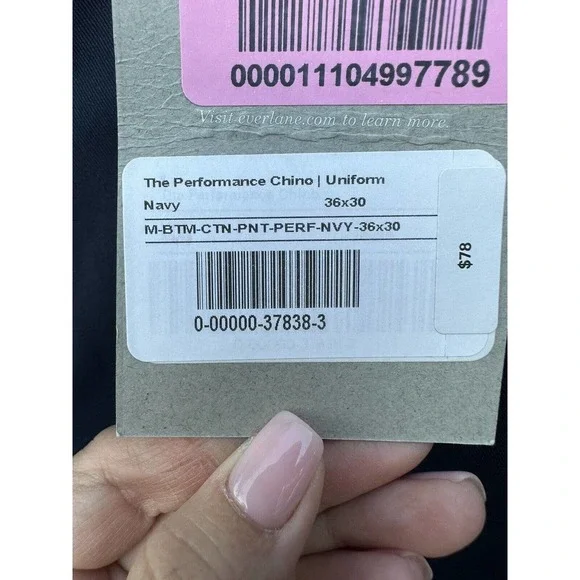 000011104997789
Visit everlane.com to learn more.
The Performance Chino | Uniform
Navy 36x30
M-BTM-CTN-PNT-PERF-NVY-36x30
$78
0-00000-37838-3